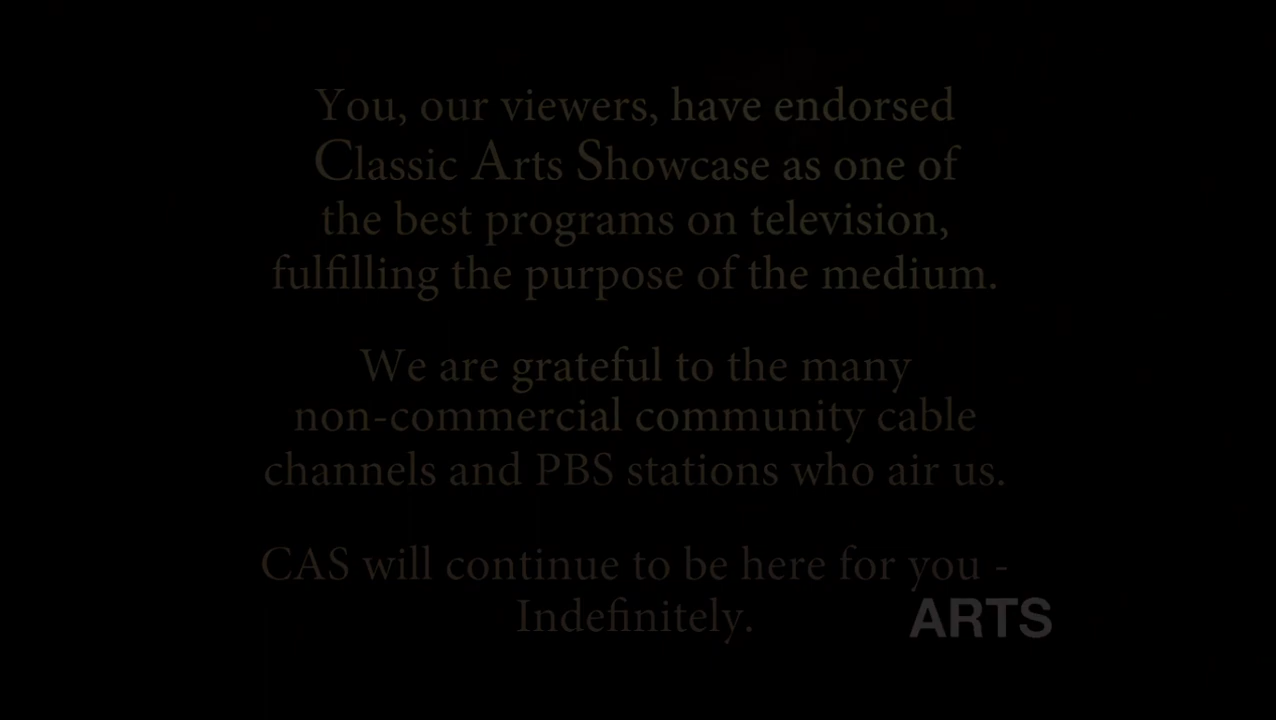 You, our viewers, have endorsed
Classic Arts Showcase as one of
the best programs on television,
fulfilling the purpose of the medium.
We are grateful to the many
non-commercial community cable
channels and PBS stations who air us.
CAS will continue to be here for you -
Indefinitely.
ARTS